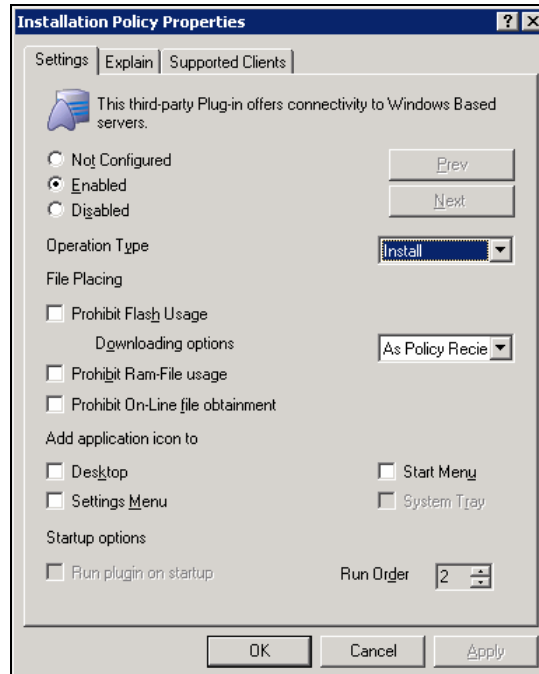 Installation Policy Properties
Settings Explain Supported Clients
This third-party Plug-in offers connectivity to Windows Based
servers.
Not Configured
Prev
Enabled
Next
Disabled
Operation Type
Install
File Placing
Prohibit Flash Usage
Downloading options
As Policy Recie
Prohibit Ram-File usage
Prohibit On-Line file obtainment
Add application icon to
Desktop
Start Menu
Settings Menu
System Tray
Startup options
Run plugin on startup
Run Order 2
OK Cancel Apply